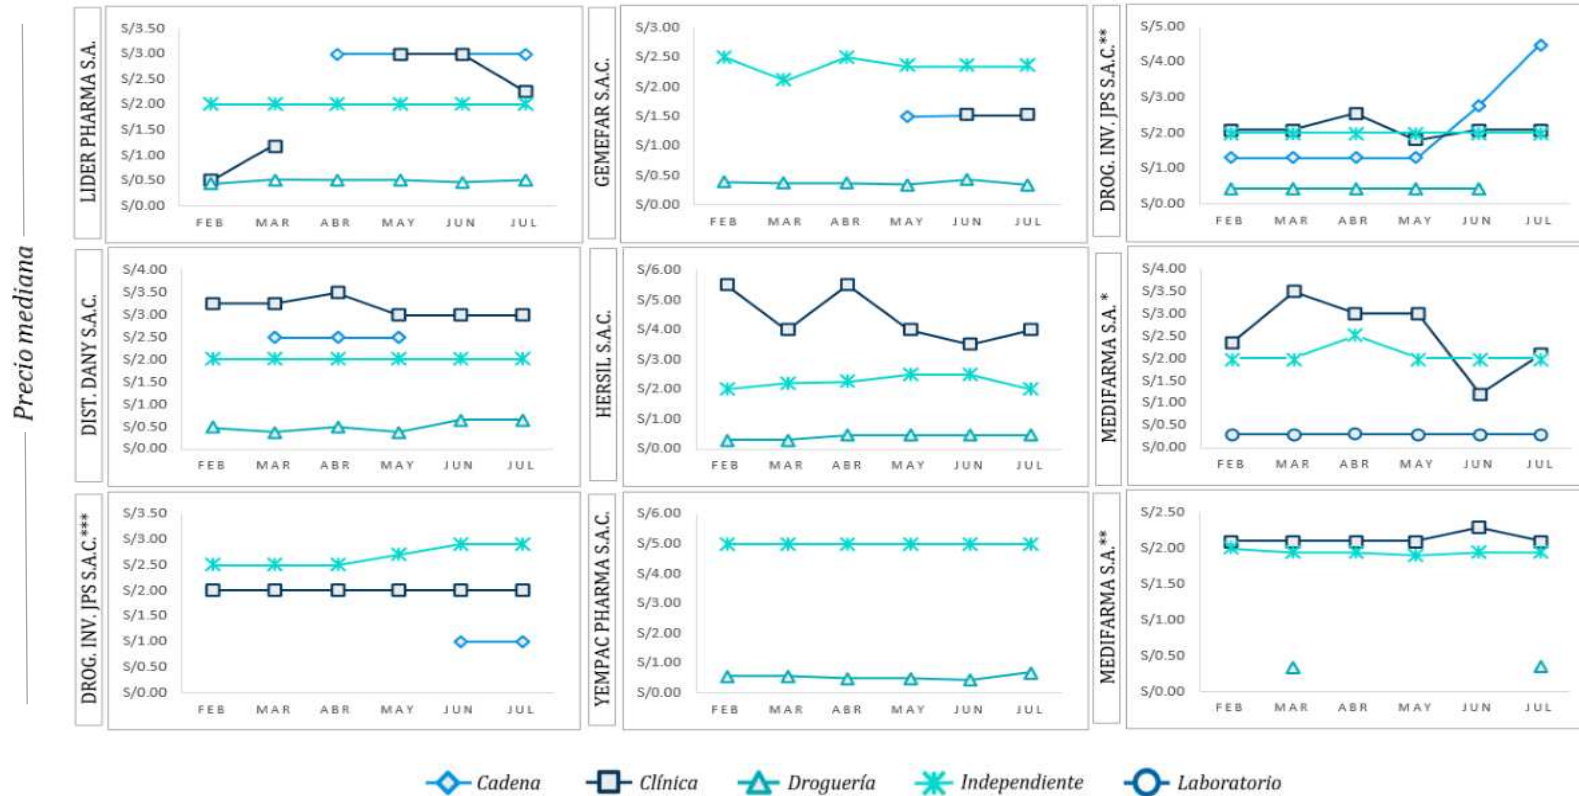 Precio mediana
LIDER PHARMA S.A.
S/3.50
S/3.00
S/2.50
S/2.00
S/1.50
S/1.00
S/0.50
S/0.00
FEB MAR ABR MAY JUN JUL
GEMEFAR S.A.C.
S/3.00
S/2.50
S/2.00
S/1.50
S/1.00
S/0.50
S/0.00
FEB MAR ABR MAY JUN JUL
DROG. INV. JPS S.A.C.**
S/5.00
S/4.00
S/3.00
S/2.00
S/1.00
S/0.00
FEB MAR ABR MAY JUN JUL
DIST. DANY S.A.C.
S/4.00
S/3.50
S/3.00
S/2.50
S/2.00
S/1.50
S/1.00
S/0.50
S/0.00
FEB MAR ABR MAY JUN JUL
HERSIL S.A.C.
S/6.00
S/5.00
S/4.00
S/3.00
S/2.00
S/1.00
S/0.00
FEB MAR ABR MAY JUN JUL
MEDIFARMA S.A. *
S/4.00
S/3.50
S/3.00
S/2.50
S/2.00
S/1.50
S/1.00
S/0.50
S/0.00
FEB MAR ABR MAY JUN JUL
DROG. INV. JPS S.A.C.***
S/3.50
S/3.00
S/2.50
S/2.00
S/1.50
S/1.00
S/0.50
S/0.00
FEB MAR ABR MAY JUN JUL
YEMPAC PHARMA S.A.C.
S/6.00
S/5.00
S/4.00
S/3.00
S/2.00
S/1.00
S/0.00
FEB MAR ABR MAY JUN JUL
MEDIFARMA S.A.**
S/2.50
S/2.00
S/1.50
S/1.00
S/0.50
S/0.00
FEB MAR ABR MAY JUN JUL
Cadena Clínica Droguería Independiente Laboratorio